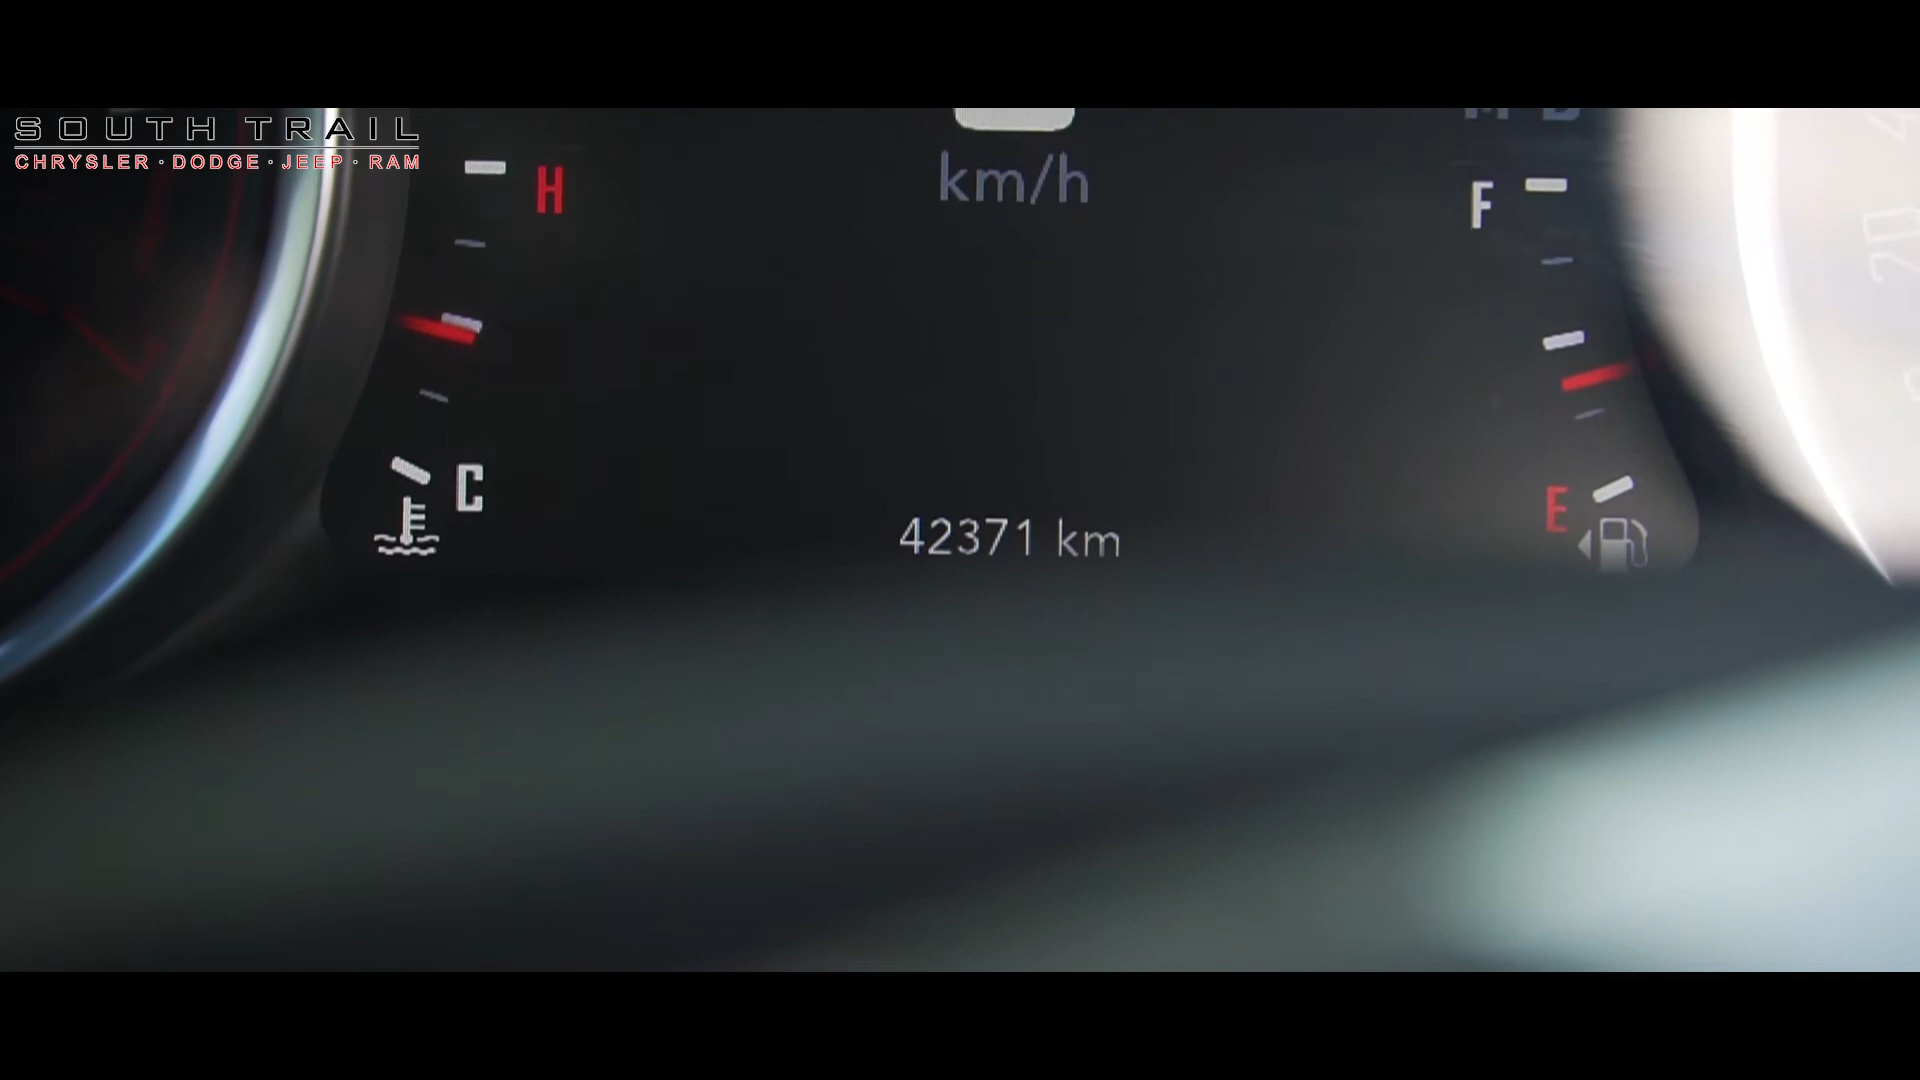 SOUTH TRAIL
CHRYSLER · DODGE · JEEP · RAM
H
km/h
F
C
E
42371 km